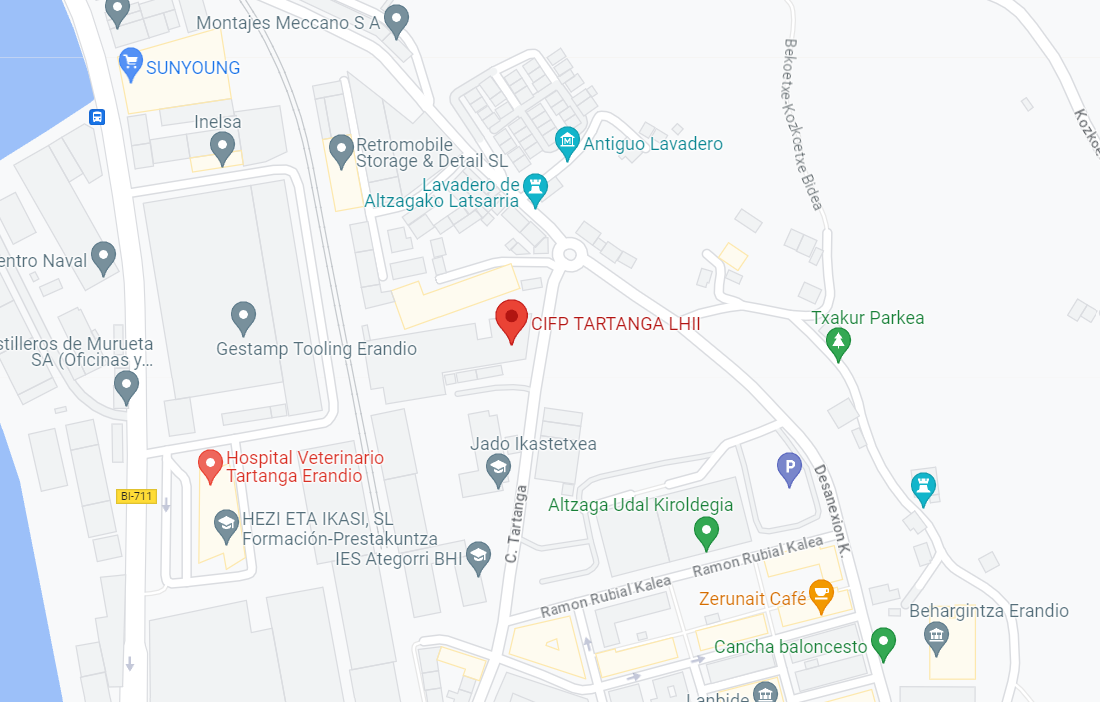 Montajes Meccano S A
SUNYOUNG
Bekoetxe-Kozkoetxe Bidea
Inelsa
Retromobile
Storage & Detail SL
Antiguo Lavadero
Lavadero de
Altzagako Latsarria
entro Naval
CIFP TARTANGA LHII
Txakur Parkea
stilleros de Murueta
SA (Oficinas y...
Gestamp Tooling Erandio
Jado Ikastetxea
Hospital Veterinario
Tartanga Erandio
P
BI-711
C. Tartanga
Altzaga Udal Kiroldegia
Desanexion K.
HEZI ETA IKASI, SL
Formación-Prestakuntza
IES Ategorri BHI
Ramon Rubial Kalea
Ramon Rubial Kalea
Zerunait Café
Behargintza Erandio
Cancha baloncesto
Lanbide